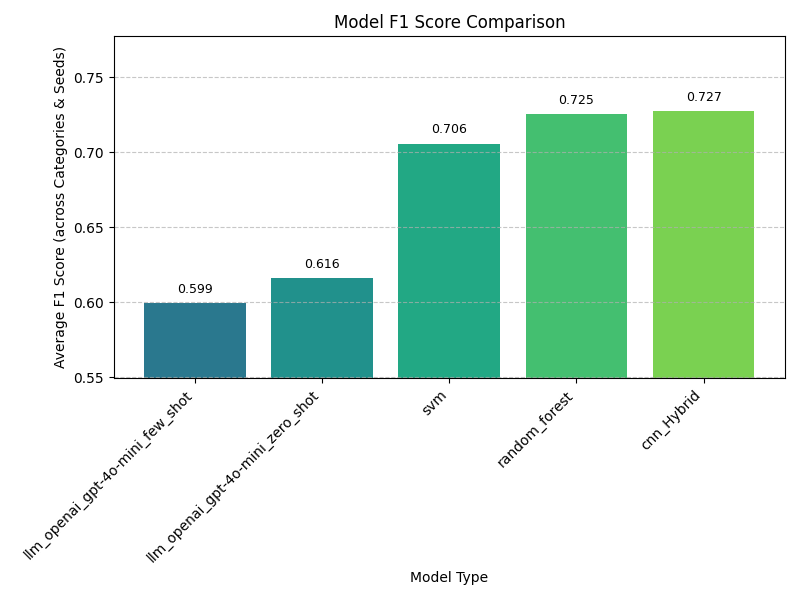 Model F1 Score Comparison
Average F1 Score (across Categories & Seeds)
0.75
0.70
0.65
0.60
0.55
0.599
0.616
0.706
0.725
0.727
llm_openai_gpt-4o-mini_few_shot
llm_openai_gpt-4o-mini_zero_shot
svm
random_forest
cnn_Hybrid
Model Type